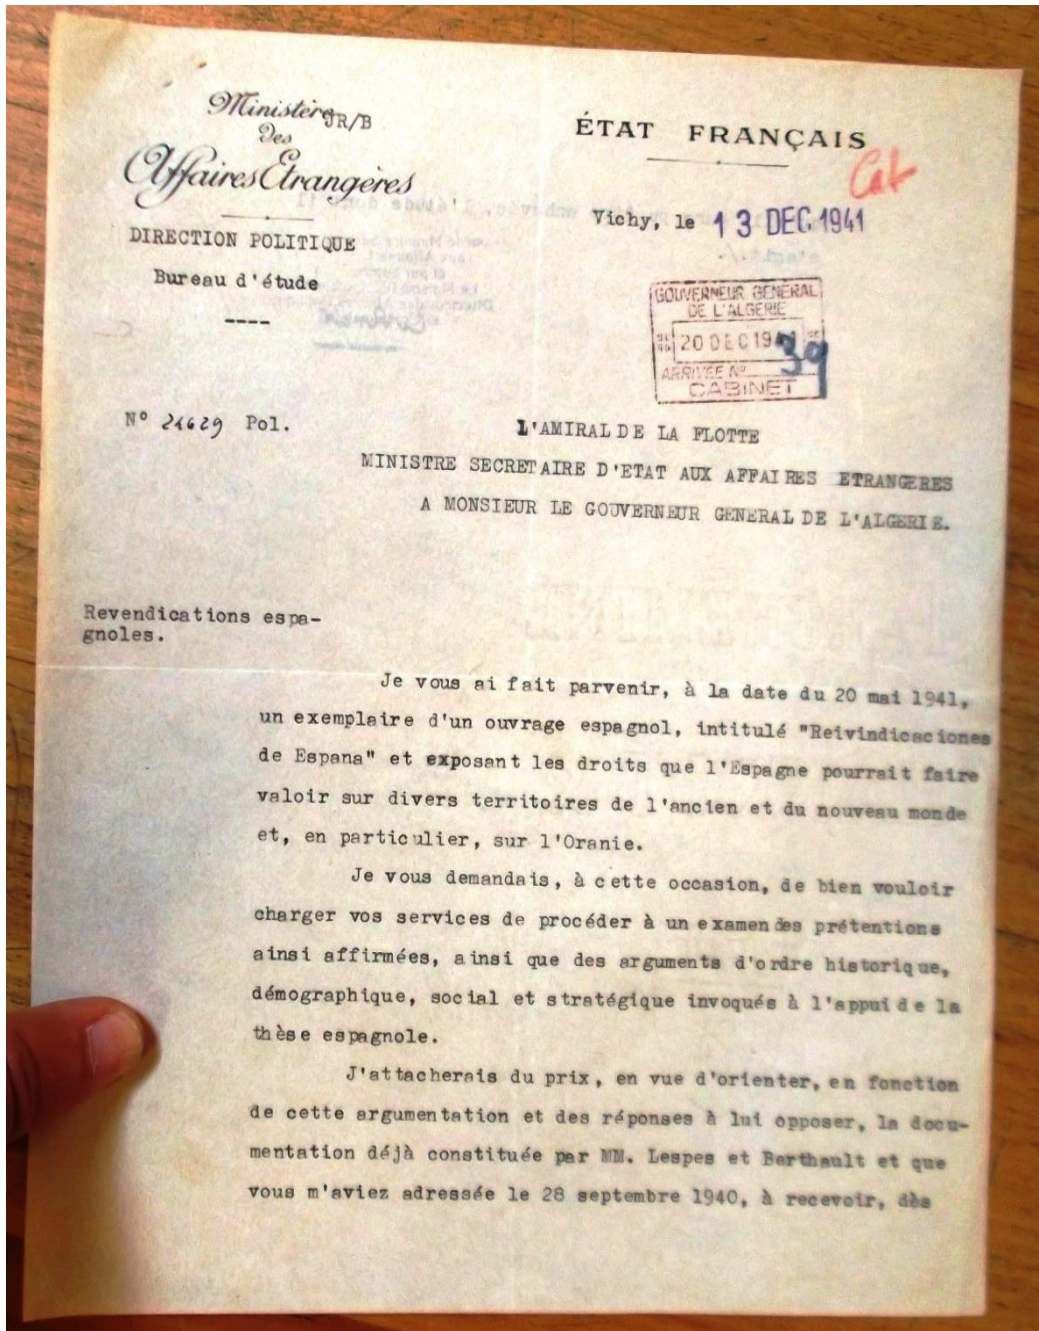 Ministère JR/B
des
Affaires Etrangères
DIRECTION POLITIQUE
Bureau d'étude
----
ÉTAT FRANÇAIS
Cat
Vichy, le 13 DEC 1941
GOUVERNEUR GENERAL
DE L'ALGERIE
20 DEC 1941
39
ARRIVEE No
CABINET
N° 24629 Pol.
L'AMIRAL DE LA FLOTTE
MINISTRE SECRETAIRE D'ETAT AUX AFFAIRES ETRANGERES
A MONSIEUR LE GOUVERNEUR GENERAL DE L'ALGERIE.
Revendications espa-
gnoles.
Je vous ai fait parvenir, à la date du 20 mai 1941,
un exemplaire d'un ouvrage espagnol, intitulé "Reivindicaciones
de Espana" et exposant les droits que l'Espagne pourrait faire
valoir sur divers territoires de l'ancien et du nouveau monde
et, en particulier, sur l'Oranie.
Je vous demandais, à cette occasion, de bien vouloir
charger vos services de procéder à un examen des prétentions
ainsi affirmées, ainsi que des arguments d'ordre historique,
démographique, social et stratégique invoqués à l'appui de la
thèse espagnole.
J'attacherais du prix, en vue d'orienter, en fonction
de cette argumentation et des réponses à lui opposer, la docu-
mentation déjà constituée par MM. Lespes et Berthault et que
vous m'aviez adressée le 28 septembre 1940, à recevoir, dès